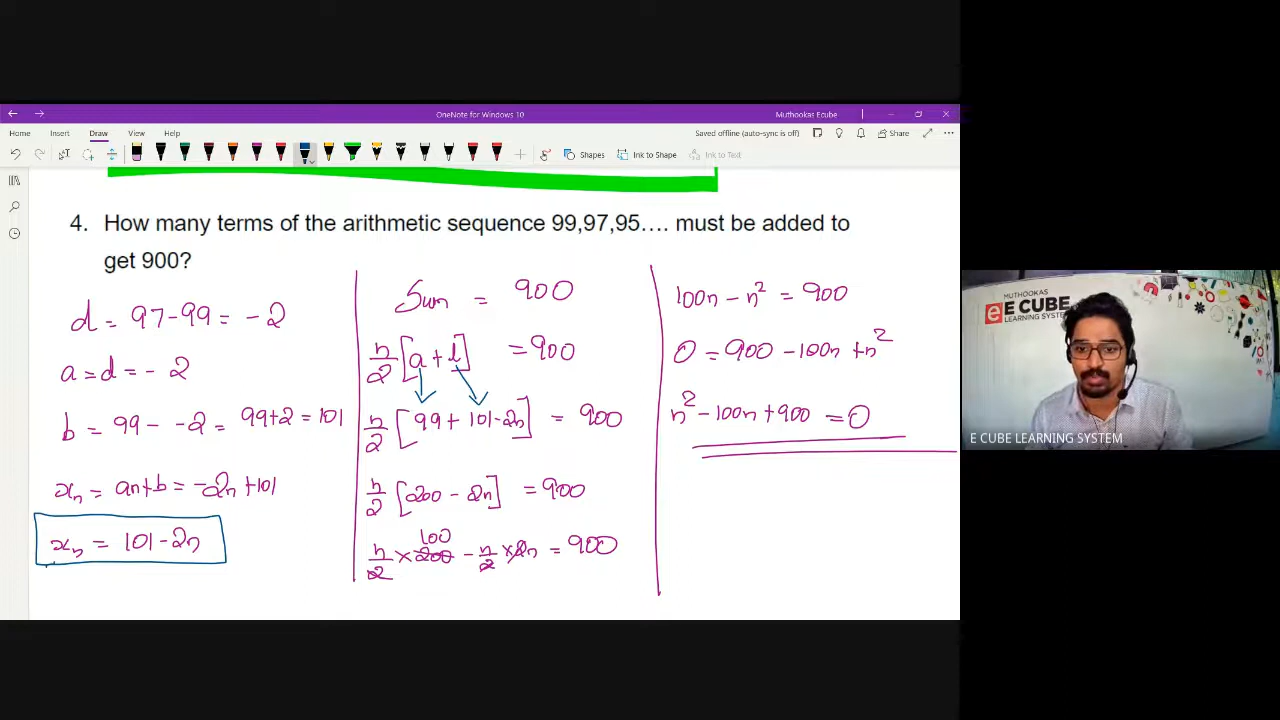 OneNote for Windows 10
Muthookas Ecube
Home Insert Draw View Help
Saved offline (auto-sync is off)
Share
Shapes
Ink to Shape
Ink to Text
4. How many terms of the arithmetic sequence 99,97,95…. must be added to
get 900?
d = 97-99 = -2
a = d = -2
b = 99 - -2 = 99+2 = 101
xₙ = an+b = -2n+101
xₙ = 101-2n
Sum = 900
n/2 [a + l] = 900
n/2 [99 + 101-2n] = 900
n/2 [200 - 2n] = 900
100
n/2 × 200 - n/2 × 2n = 900
100n - n² = 900
0 = 900 - 100n + n²
n² - 100n + 900 = 0
MUTHOOKAS
E CUBE
LEARNING SYSTEM
E CUBE LEARNING SYSTEM